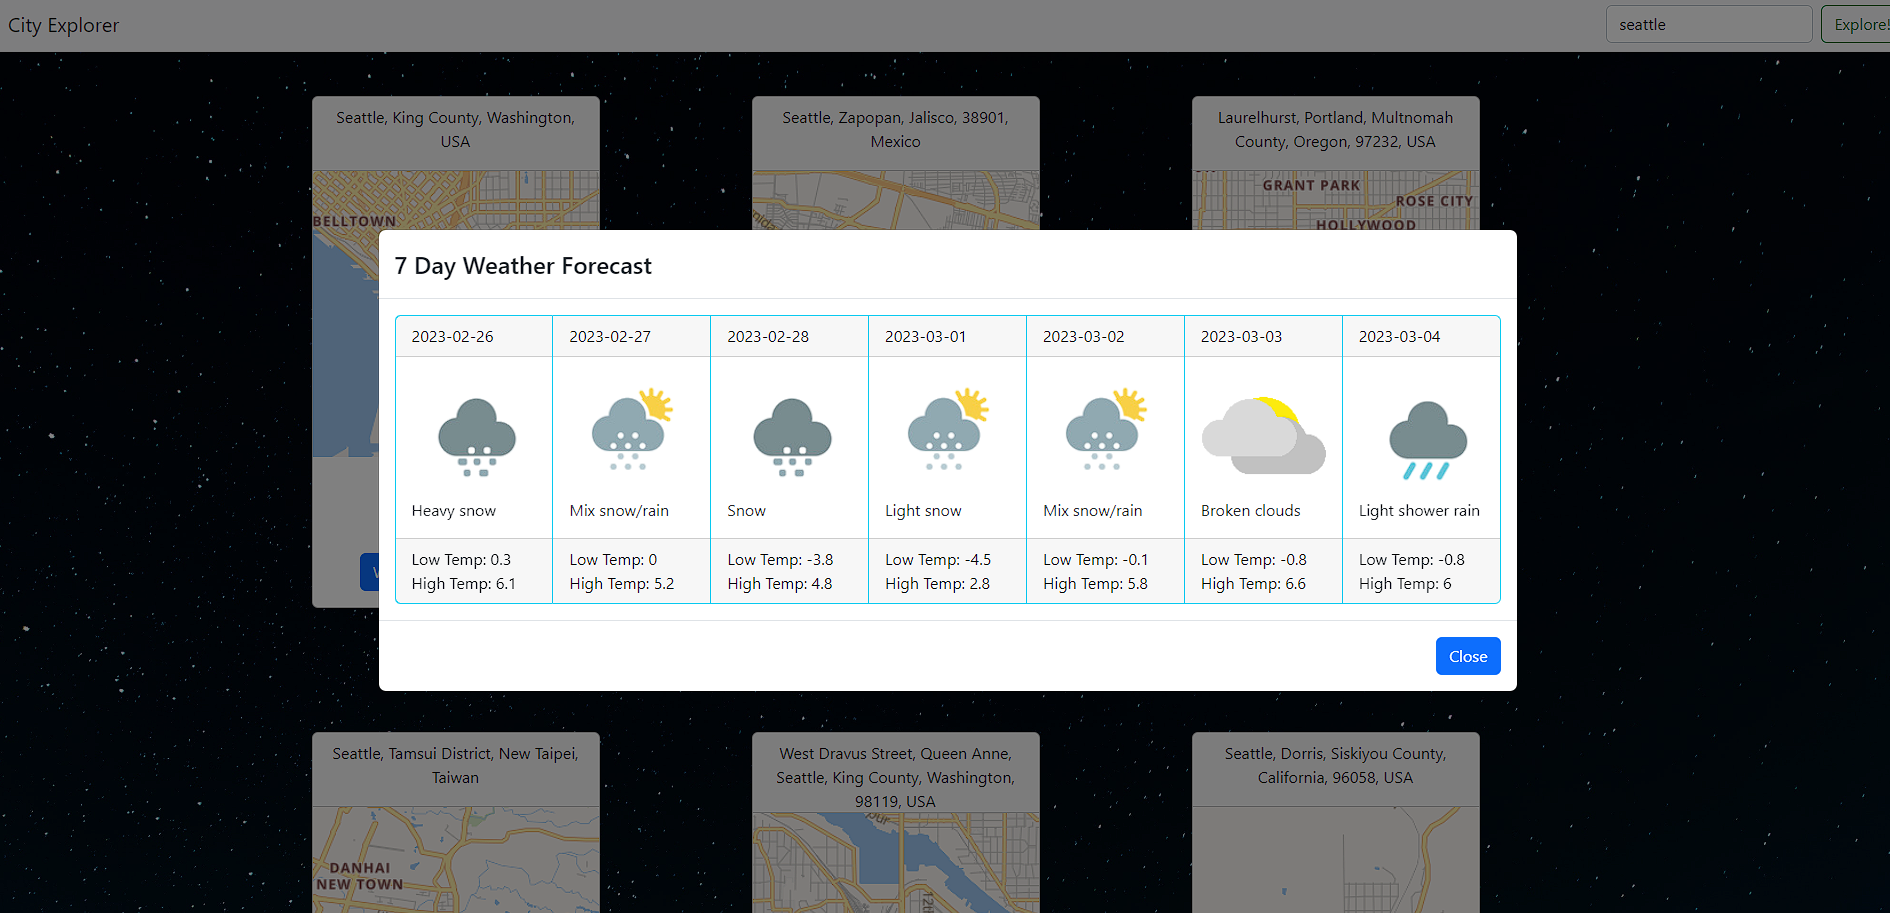 City Explorer
seattle
Explore!
Seattle, King County, Washington,
USA
Seattle, Zapopan, Jalisco, 38901,
Mexico
Laurelhurst, Portland, Multnomah
County, Oregon, 97232, USA
BELLTOWN
GRANT PARK
ROSE CITY
HOLLYWOOD
7 Day Weather Forecast
2023-02-26
2023-02-27
2023-02-28
2023-03-01
2023-03-02
2023-03-03
2023-03-04
Heavy snow
Mix snow/rain
Snow
Light snow
Mix snow/rain
Broken clouds
Light shower rain
Low Temp: 0.3
High Temp: 6.1
Low Temp: 0
High Temp: 5.2
Low Temp: -3.8
High Temp: 4.8
Low Temp: -4.5
High Temp: 2.8
Low Temp: -0.1
High Temp: 5.8
Low Temp: -0.8
High Temp: 6.6
Low Temp: -0.8
High Temp: 6
Close
Seattle, Tamsui District, New Taipei,
Taiwan
West Dravus Street, Queen Anne,
Seattle, King County, Washington,
98119, USA
Seattle, Dorris, Siskiyou County,
California, 96058, USA
DANHAI
NEW TOWN